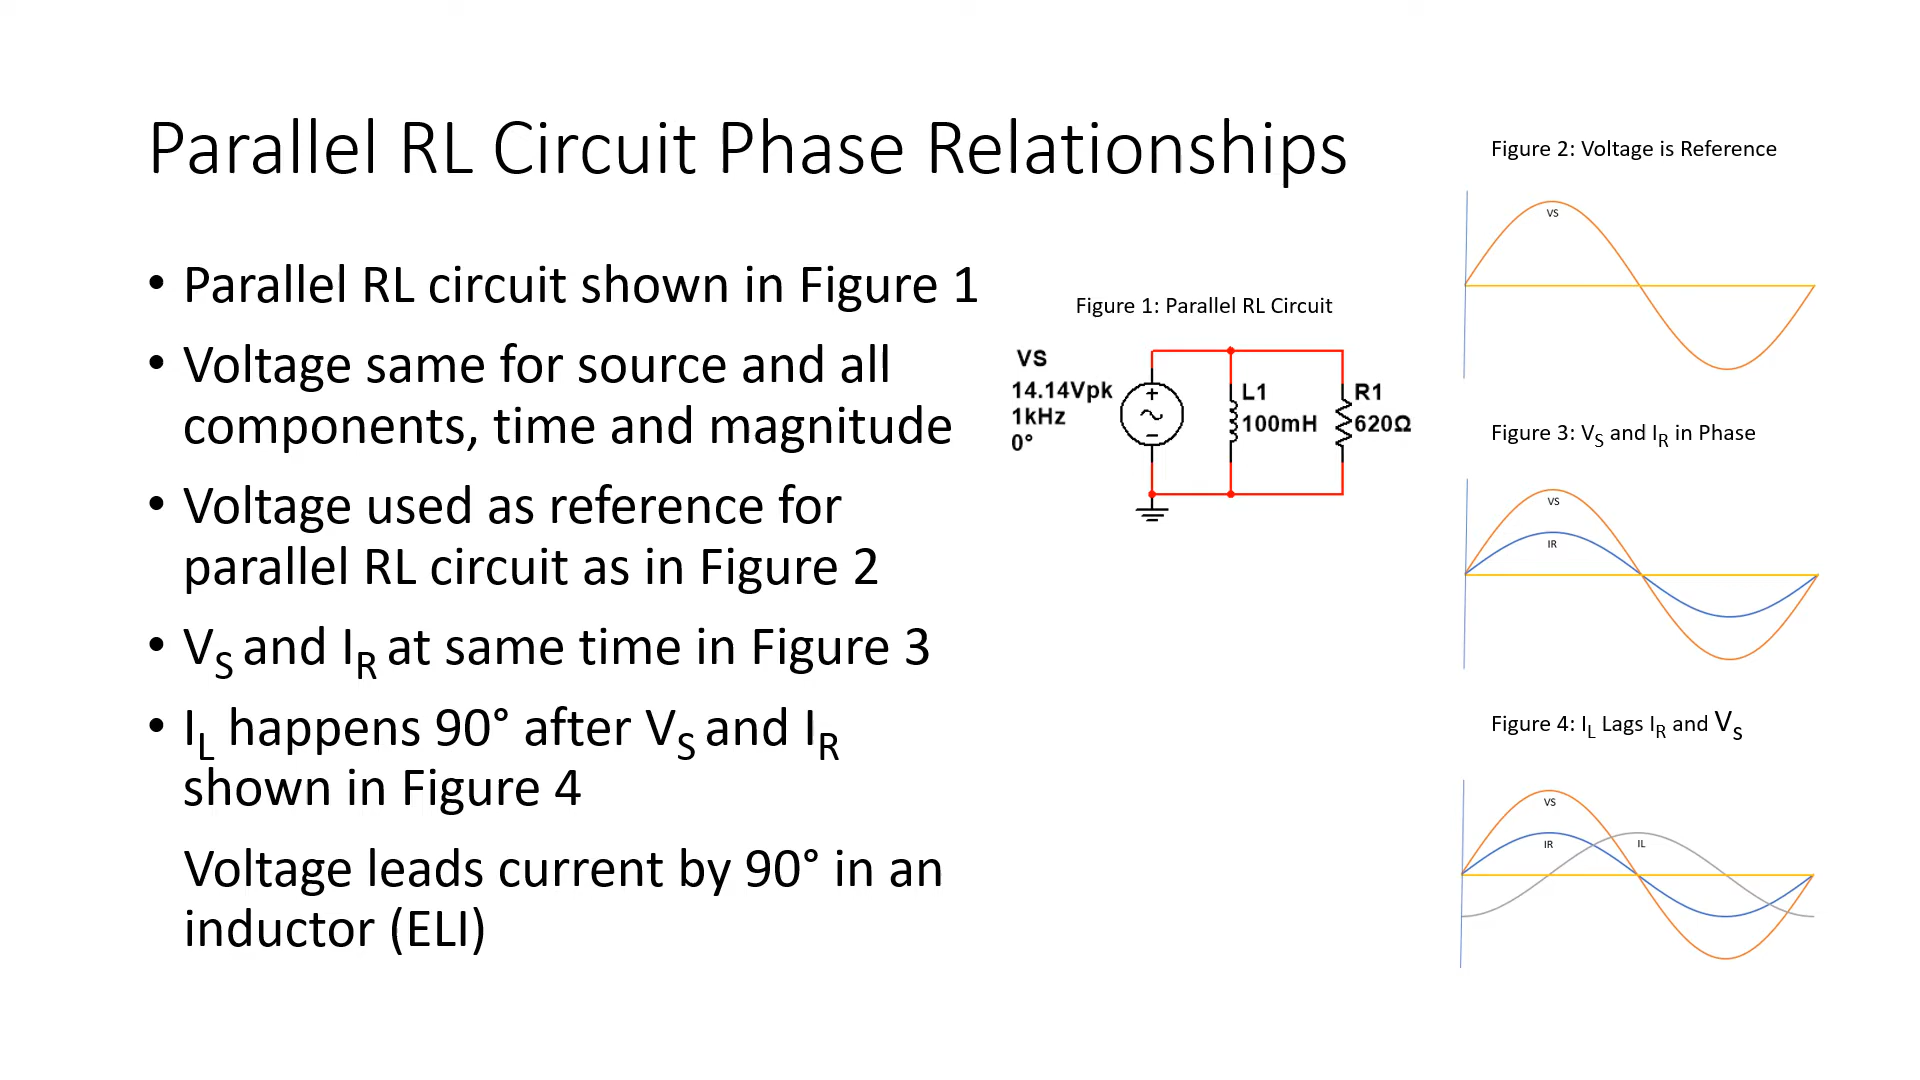 Parallel RL Circuit Phase Relationships
• Parallel RL circuit shown in Figure 1
• Voltage same for source and all
components, time and magnitude
• Voltage used as reference for
parallel RL circuit as in Figure 2
• VS and IR at same time in Figure 3
• IL happens 90° after VS and IR
shown in Figure 4
Voltage leads current by 90° in an
inductor (ELI)
Figure 1: Parallel RL Circuit
VS
14.14Vpk
1kHz
0°
L1
100mH
R1
620Ω
Figure 2: Voltage is Reference
VS
Figure 3: VS and IR in Phase
VS
IR
Figure 4: IL Lags IR and VS
VS
IR
IL